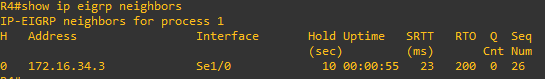 R4#show ip eigrp neighbors
IP-EIGRP neighbors for process 1
H   Address                 Interface       Hold Uptime   SRTT   RTO  Q  Seq
                                            (sec)         (ms)       Cnt Num
0   172.16.34.3             Se1/0             10 00:00:55   23   200  0  26
R4#